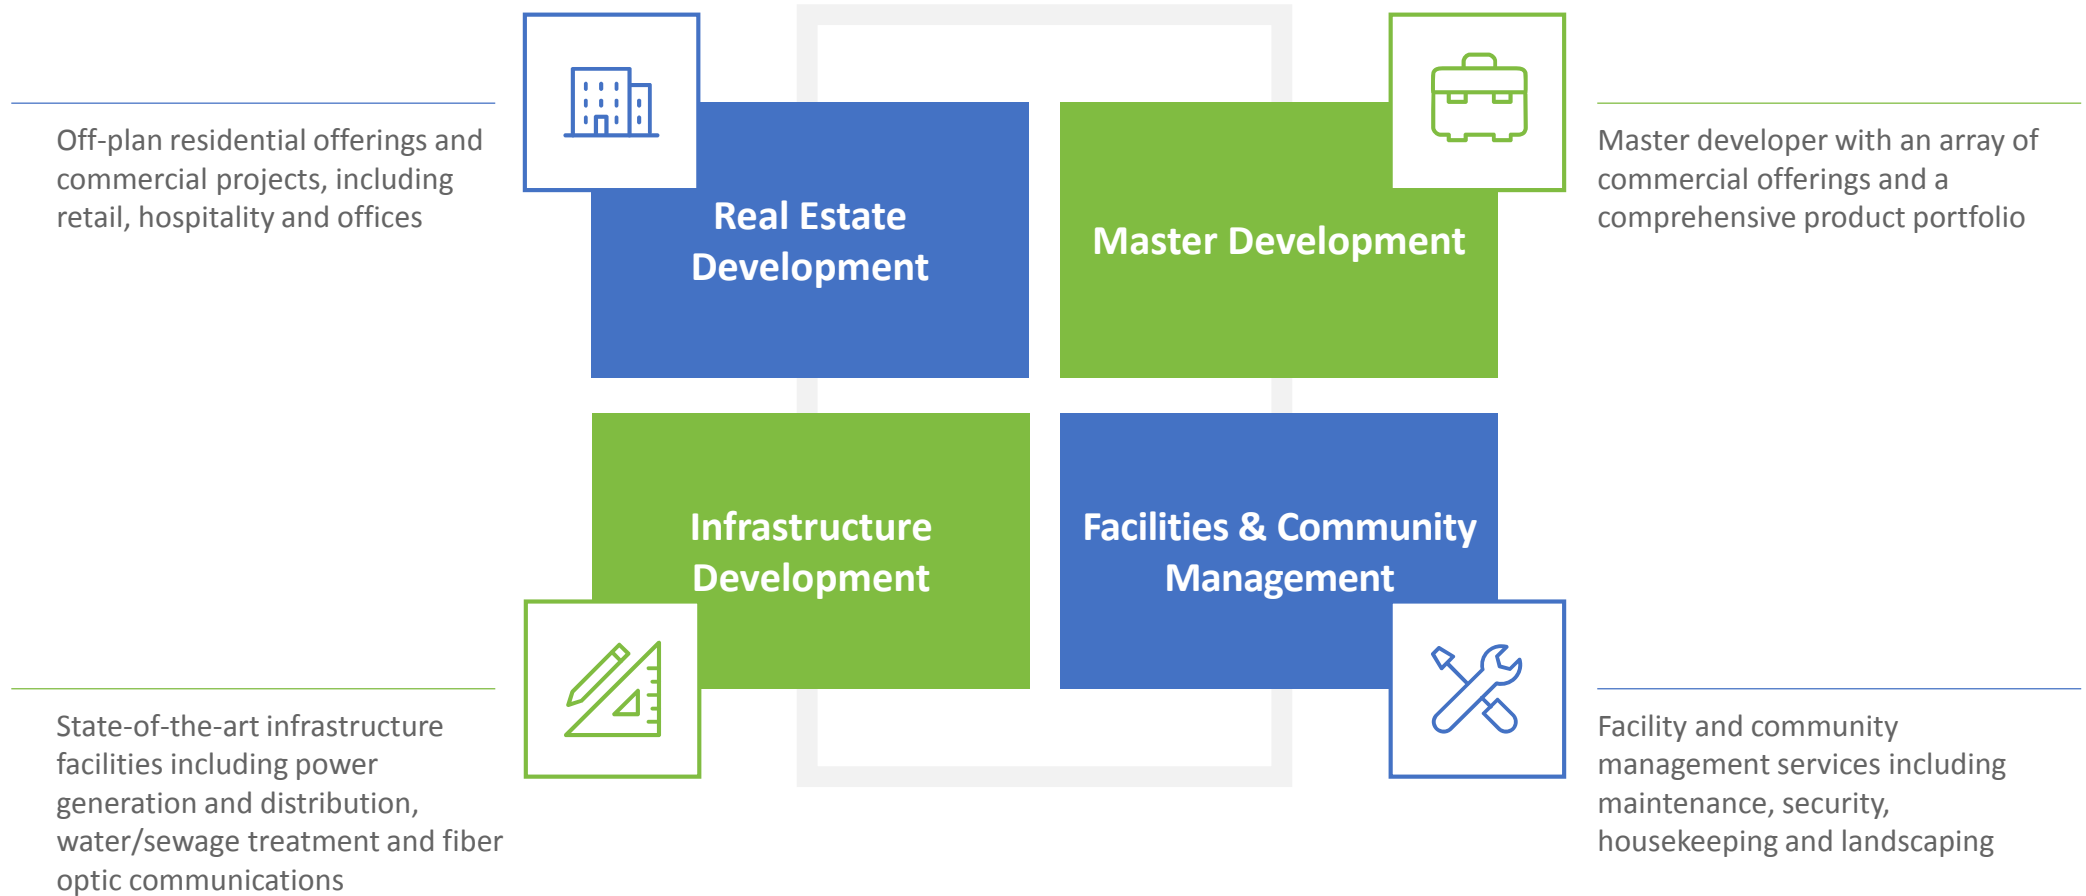 Off-plan residential offerings and
commercial projects, including
retail, hospitality and offices
Real Estate
Development
Master Development
Master developer with an array of
commercial offerings and a
comprehensive product portfolio
Infrastructure
Development
Facilities & Community
Management
State-of-the-art infrastructure
facilities including power
generation and distribution,
water/sewage treatment and fiber
optic communications
Facility and community
management services including
maintenance, security,
housekeeping and landscaping